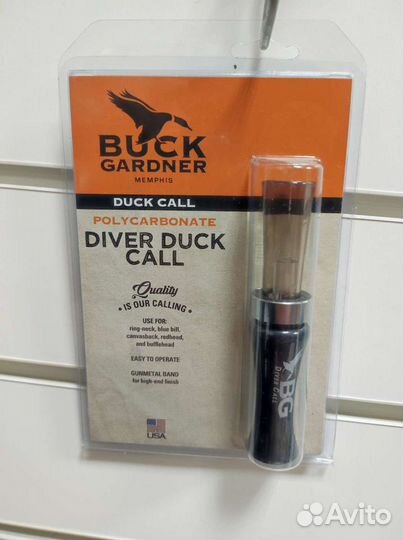 BUCK
GARDNER
MEMPHIS
DUCK CALL
POLYCARBONATE
DIVER DUCK
CALL
Quality
IS OUR CALLING
USE FOR:
ring-neck, blue bill,
canvasback, redhead,
and bufflehead
EASY TO OPERATE
GUNMETAL BAND
for high-end finish
USA
BG
DIVER CALL
Avito